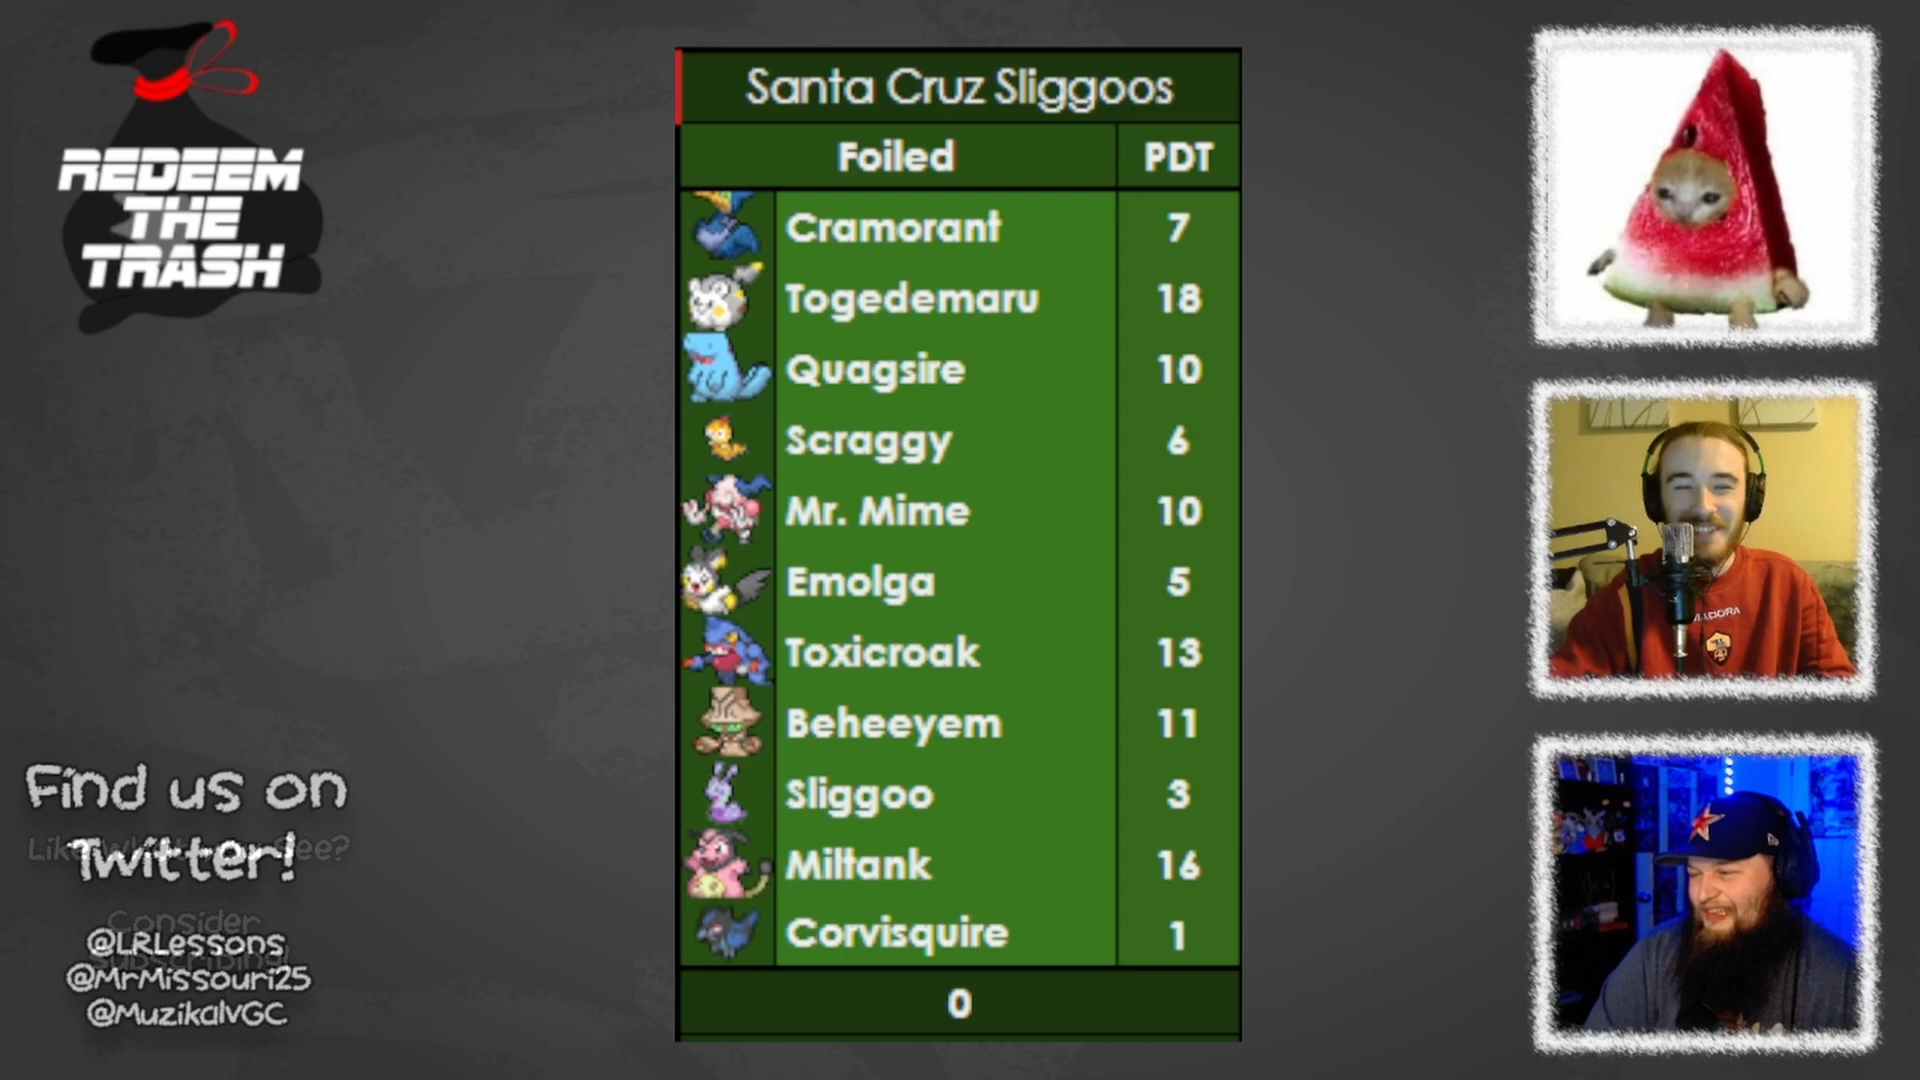 REDEEM
THE
TRASH
Santa Cruz Sliggoos
Foiled PDT
Cramorant 7
Togedemaru 18
Quagsire 10
Scraggy 6
Mr. Mime 10
Emolga 5
Toxicroak 13
Beheeyem 11
Sliggoo 3
Miltank 16
Corvisquire 1
0
Find us on
Twitter!
@LRLessons
@MrMissouri25
@MuzikalVGC
Consider